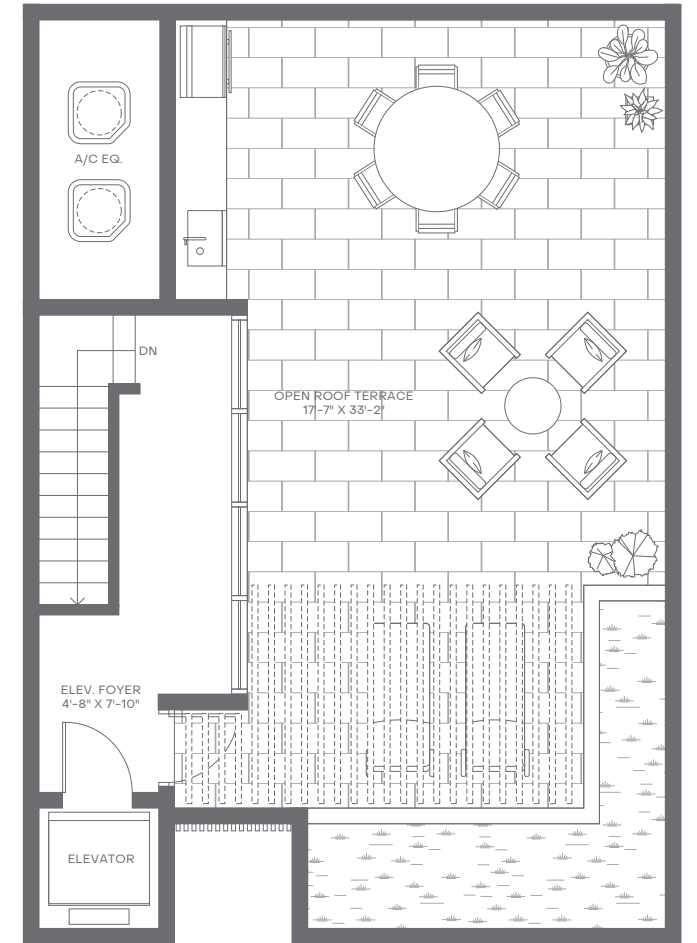 A/C EQ.
DN
OPEN ROOF TERRACE
17'-7" X 33'-2"
ELEV. FOYER
4'-8" X 7'-10"
ELEVATOR